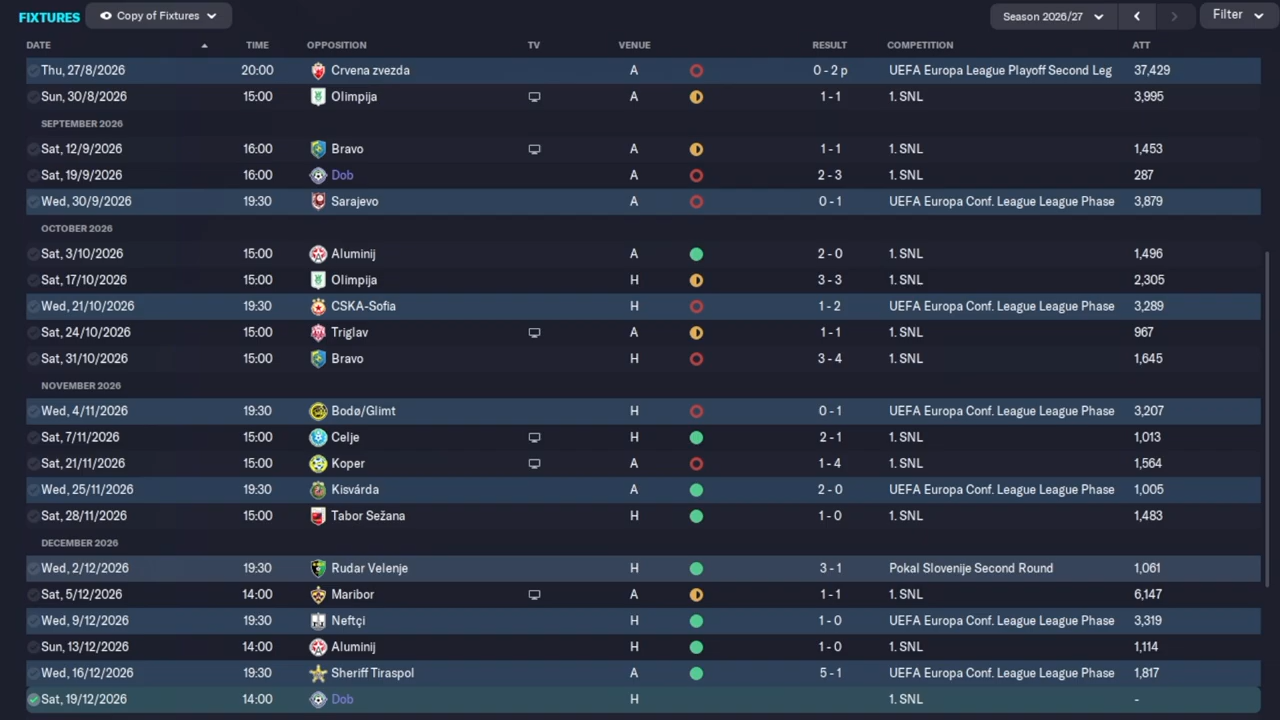 FIXTURES Copy of Fixtures Season 2026/27 Filter
DATE TIME OPPOSITION TV VENUE RESULT COMPETITION ATT
Thu, 27/8/2026 20:00 Crvena zvezda A 0 - 2 p UEFA Europa League Playoff Second Leg 37,429
Sun, 30/8/2026 15:00 Olimpija A 1 - 1 1. SNL 3,995
SEPTEMBER 2026
Sat, 12/9/2026 16:00 Bravo A 1 - 1 1. SNL 1,453
Sat, 19/9/2026 16:00 Dob A 2 - 3 1. SNL 287
Wed, 30/9/2026 19:30 Sarajevo A 0 - 1 UEFA Europa Conf. League League Phase 3,879
OCTOBER 2026
Sat, 3/10/2026 15:00 Aluminij A 2 - 0 1. SNL 1,496
Sat, 17/10/2026 15:00 Olimpija H 3 - 3 1. SNL 2,305
Wed, 21/10/2026 19:30 CSKA-Sofia H 1 - 2 UEFA Europa Conf. League League Phase 3,289
Sat, 24/10/2026 15:00 Triglav A 1 - 1 1. SNL 967
Sat, 31/10/2026 15:00 Bravo H 3 - 4 1. SNL 1,645
NOVEMBER 2026
Wed, 4/11/2026 19:30 Bodø/Glimt H 0 - 1 UEFA Europa Conf. League League Phase 3,207
Sat, 7/11/2026 15:00 Celje H 2 - 1 1. SNL 1,013
Sat, 21/11/2026 15:00 Koper A 1 - 4 1. SNL 1,564
Wed, 25/11/2026 19:30 Kisvárda A 2 - 0 UEFA Europa Conf. League League Phase 1,005
Sat, 28/11/2026 15:00 Tabor Sežana H 1 - 0 1. SNL 1,483
DECEMBER 2026
Wed, 2/12/2026 19:30 Rudar Velenje H 3 - 1 Pokal Slovenije Second Round 1,061
Sat, 5/12/2026 14:00 Maribor A 1 - 1 1. SNL 6,147
Wed, 9/12/2026 19:30 Neftçi H 1 - 0 UEFA Europa Conf. League League Phase 3,319
Sun, 13/12/2026 14:00 Aluminij H 1 - 0 1. SNL 1,114
Wed, 16/12/2026 19:30 Sheriff Tiraspol A 5 - 1 UEFA Europa Conf. League League Phase 1,817
Sat, 19/12/2026 14:00 Dob H 1. SNL -